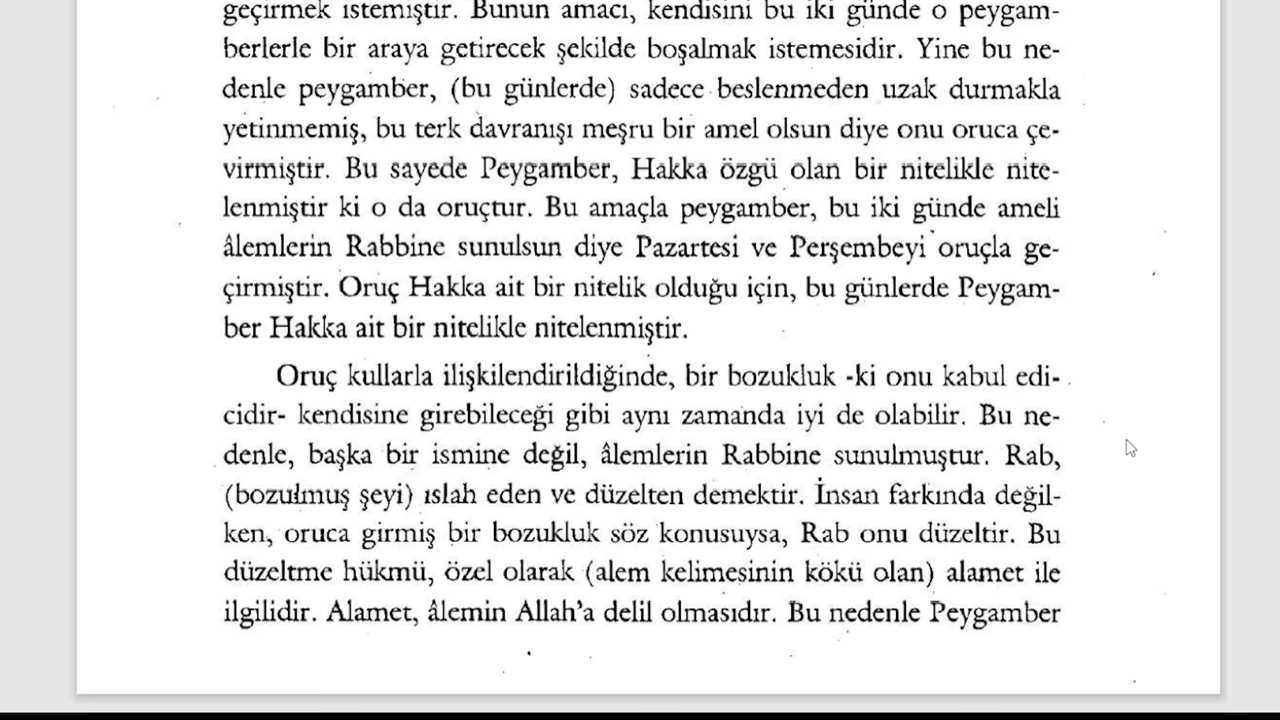 geçirmek istemiştir. Bunun amacı, kendisini bu iki günde o peygam-
berlerle bir araya getirecek şekilde boşalmak istemesidir. Yine bu ne-
denle peygamber, (bu günlerde) sadece beslenmeden uzak durmakla
yetinmemiş, bu terk davranışı meşru bir amel olsun diye onu oruca çe-
virmiştir. Bu sayede Peygamber, Hakka özgü olan bir nitelikle nite-
lenmiştir ki o da oruçtur. Bu amaçla peygamber, bu iki günde ameli
âlemlerin Rabbine sunulsun diye Pazartesi ve Perşembeyi oruçla ge-
çirmiştir. Oruç Hakka ait bir nitelik olduğu için, bu günlerde Peygam-
ber Hakka ait bir nitelikle nitelenmiştir.
Oruç kullarla ilişkilendirildiğinde, bir bozukluk -ki onu kabul edi-
cidir- kendisine girebileceği gibi aynı zamanda iyi de olabilir. Bu ne-
denle, başka bir ismine değil, âlemlerin Rabbine sunulmuştur. Rab,
(bozulmuş şeyi) ıslah eden ve düzelten demektir. İnsan farkında değil-
ken, oruca girmiş bir bozukluk söz konusuysa, Rab onu düzeltir. Bu
düzeltme hükmü, özel olarak (alem kelimesinin kökü olan) alamet ile
ilgilidir. Alamet, âlemin Allah'a delil olmasıdır. Bu nedenle Peygamber